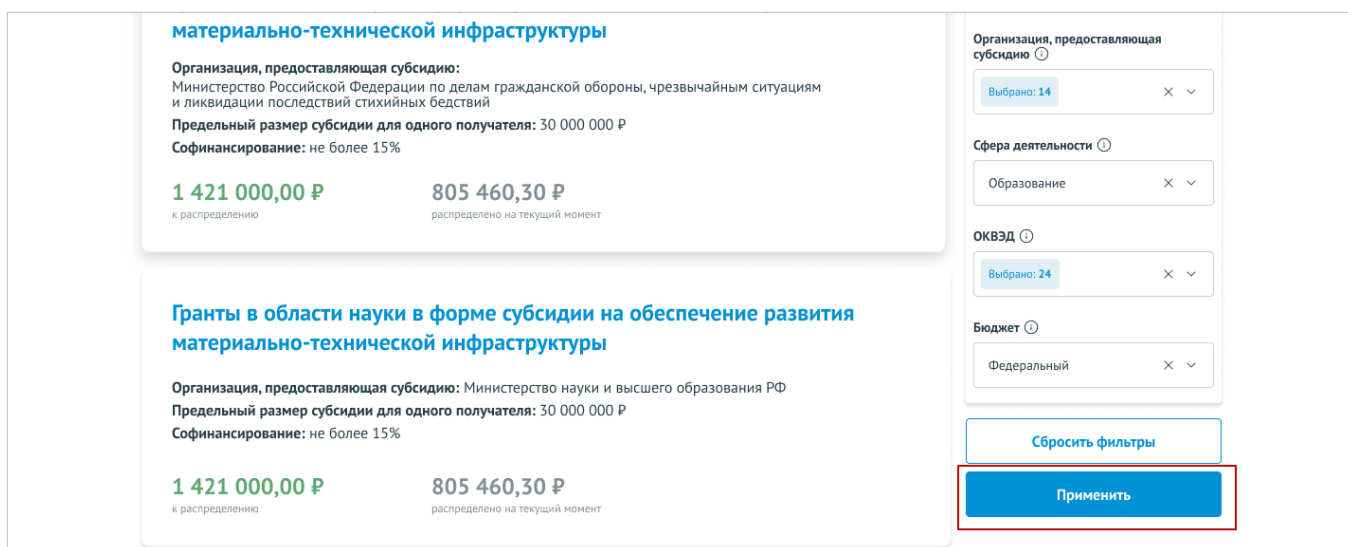 материально-технической инфраструктуры
Организация, предоставляющая субсидию:
Министерство Российской Федерации по делам гражданской обороны, чрезвычайным ситуациям
и ликвидации последствий стихийных бедствий
Предельный размер субсидии для одного получателя: 30 000 000 ₽
Софинансирование: не более 15%
1 421 000,00 ₽
к распределению
805 460,30 ₽
распределено на текущий момент
Гранты в области науки в форме субсидии на обеспечение развития
материально-технической инфраструктуры
Организация, предоставляющая субсидию: Министерство науки и высшего образования РФ
Предельный размер субсидии для одного получателя: 30 000 000 ₽
Софинансирование: не более 15%
1 421 000,00 ₽
к распределению
805 460,30 ₽
распределено на текущий момент
Организация, предоставляющая
субсидию
Выбрано: 14
Сфера деятельности
Образование
ОКВЭД
Выбрано: 24
Бюджет
Федеральный
Сбросить фильтры
Применить